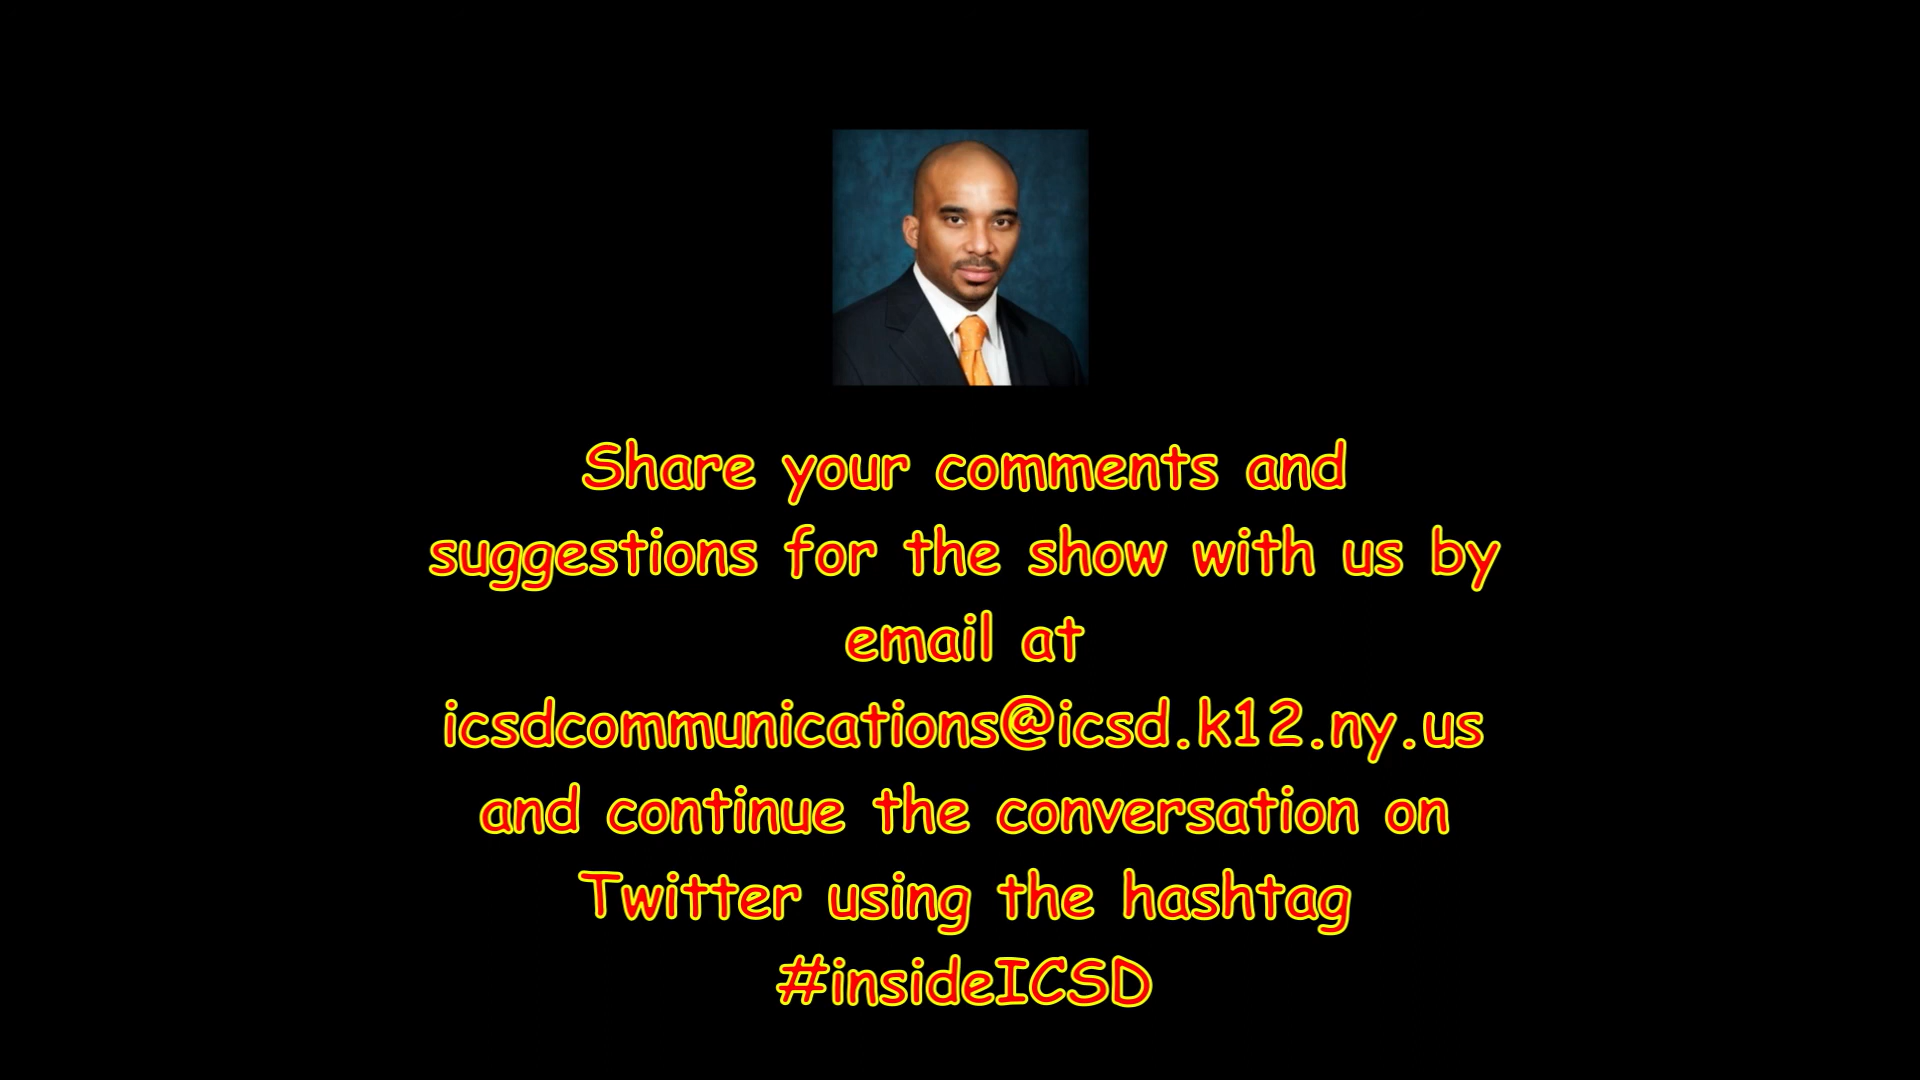 Share your comments and
suggestions for the show with us by
email at
icsdcommunications@icsd.k12.ny.us
and continue the conversation on
Twitter using the hashtag
#insideICSD